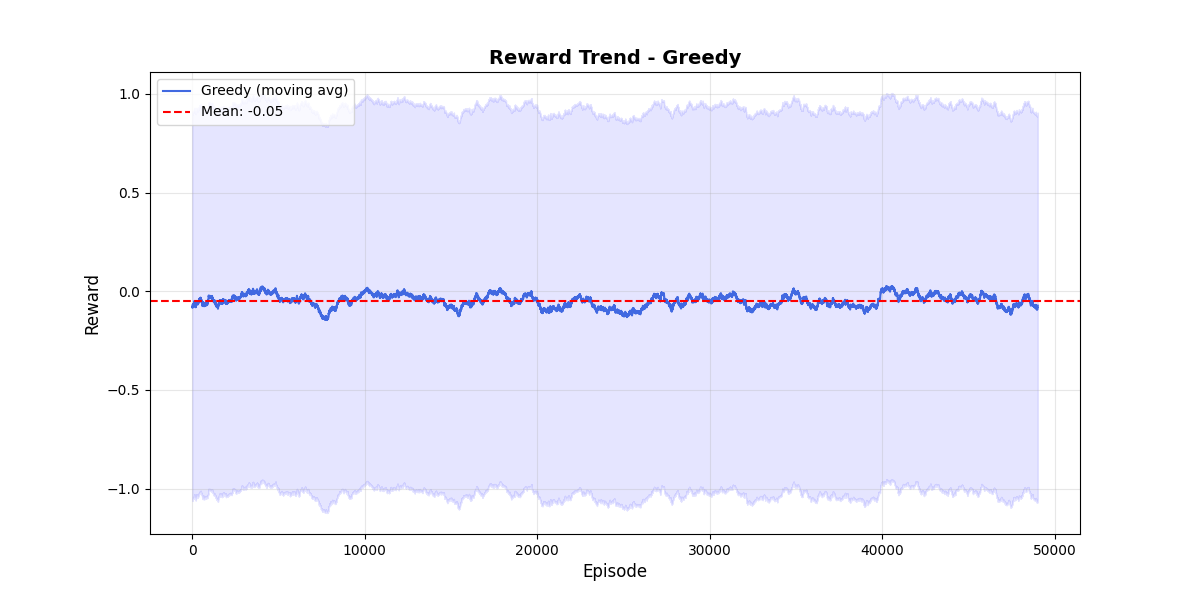 Reward Trend - Greedy
Greedy (moving avg)
Mean: -0.05
1.0
0.5
0.0
−0.5
−1.0
Reward
0 10000 20000 30000 40000 50000
Episode